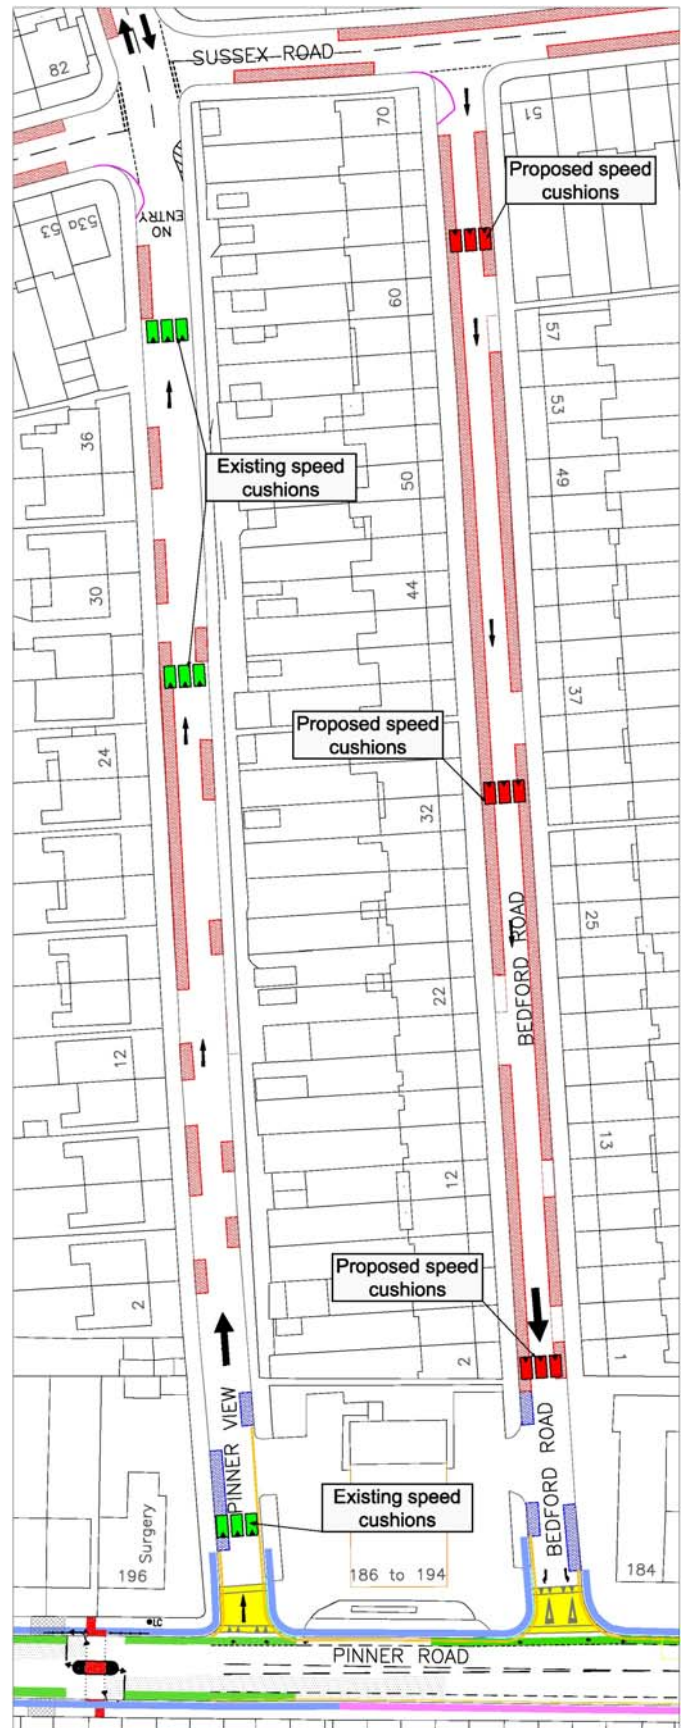 SUSSEX ROAD
82
70
51
Proposed speed
cushions
53
53a
NO
ENTRY
60
57
53
36
Existing speed
cushions
50
49
30
44
37
Proposed speed
cushions
24
32
BEDFORD ROAD
25
22
12
13
12
Proposed speed
cushions
2
2
1
PINNER VIEW
BEDFORD ROAD
Existing speed
cushions
Surgery
196
186 to 194
184
LC
PINNER ROAD